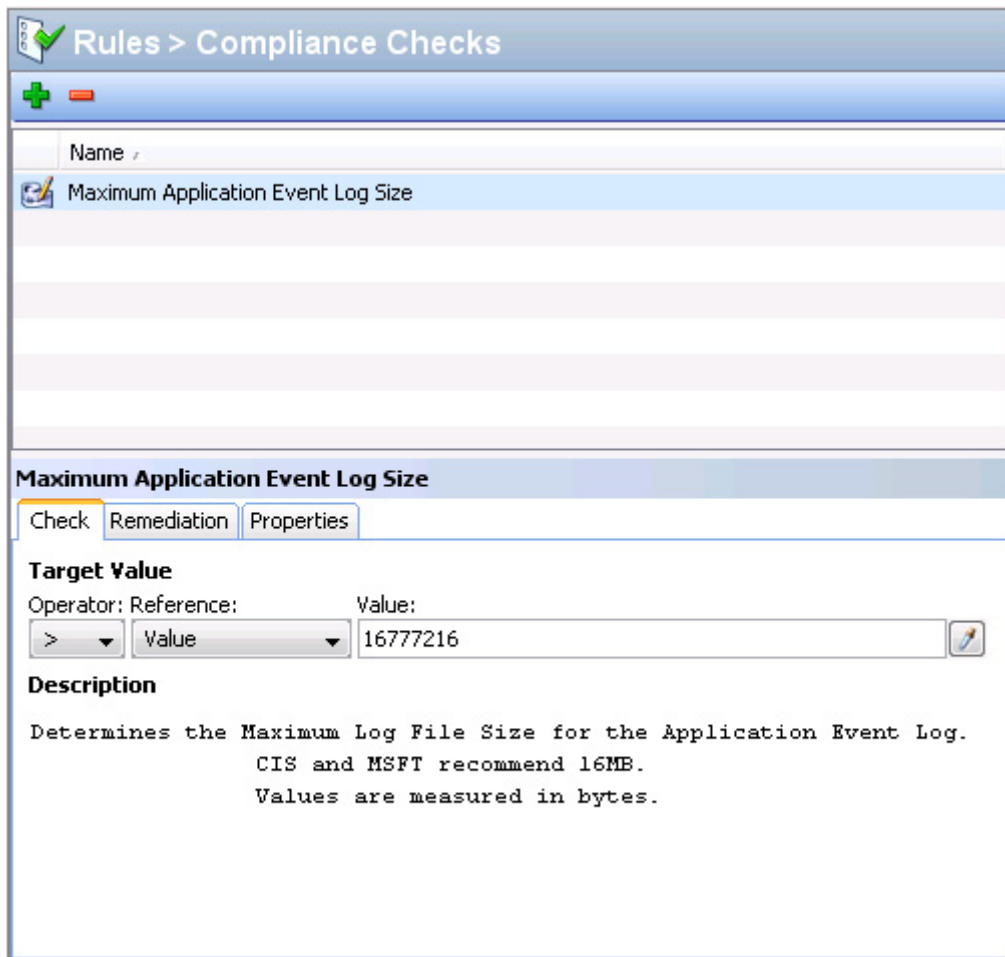 Rules > Compliance Checks
Name
Maximum Application Event Log Size
Maximum Application Event Log Size
Check Remediation Properties
Target Value
Operator: Reference: Value:
> Value 16777216
Description
Determines the Maximum Log File Size for the Application Event Log.
CIS and MSFT recommend 16MB.
Values are measured in bytes.